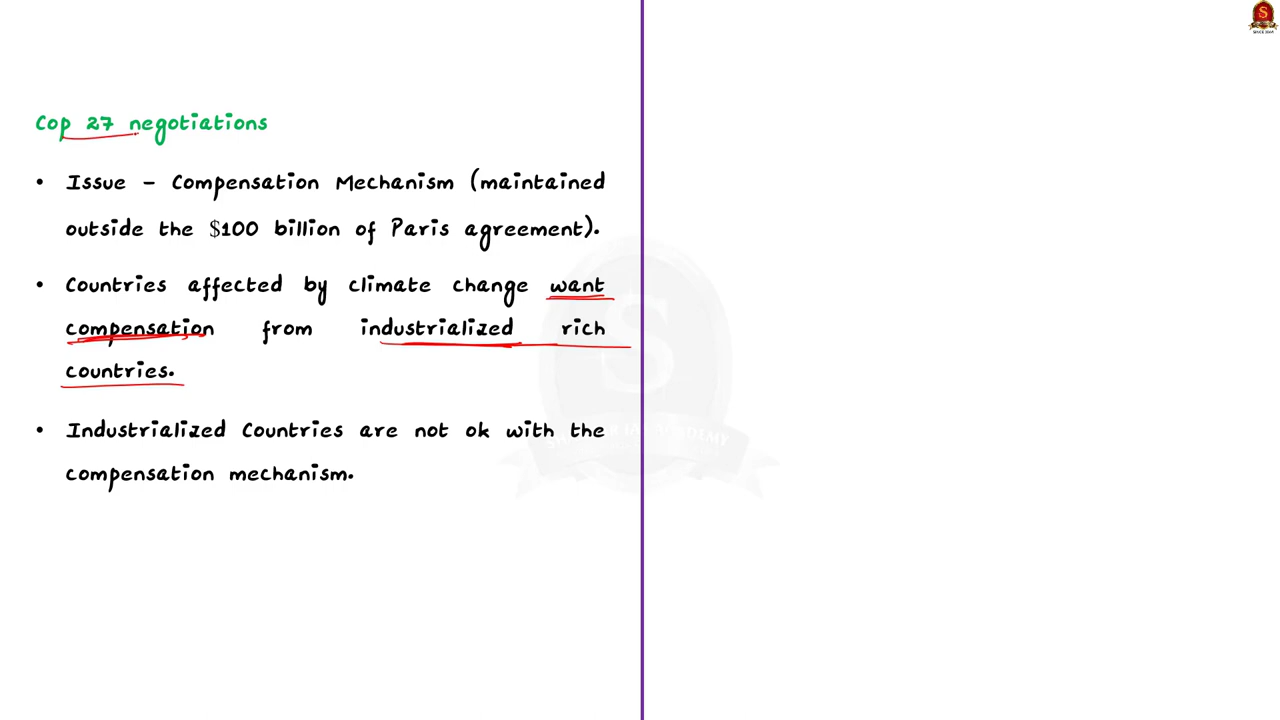 Cop 27 negotiations
• Issue – Compensation Mechanism (maintained
outside the $100 billion of Paris agreement).
• Countries affected by climate change want
compensation from industrialized rich
countries.
• Industrialized Countries are not ok with the
compensation mechanism.